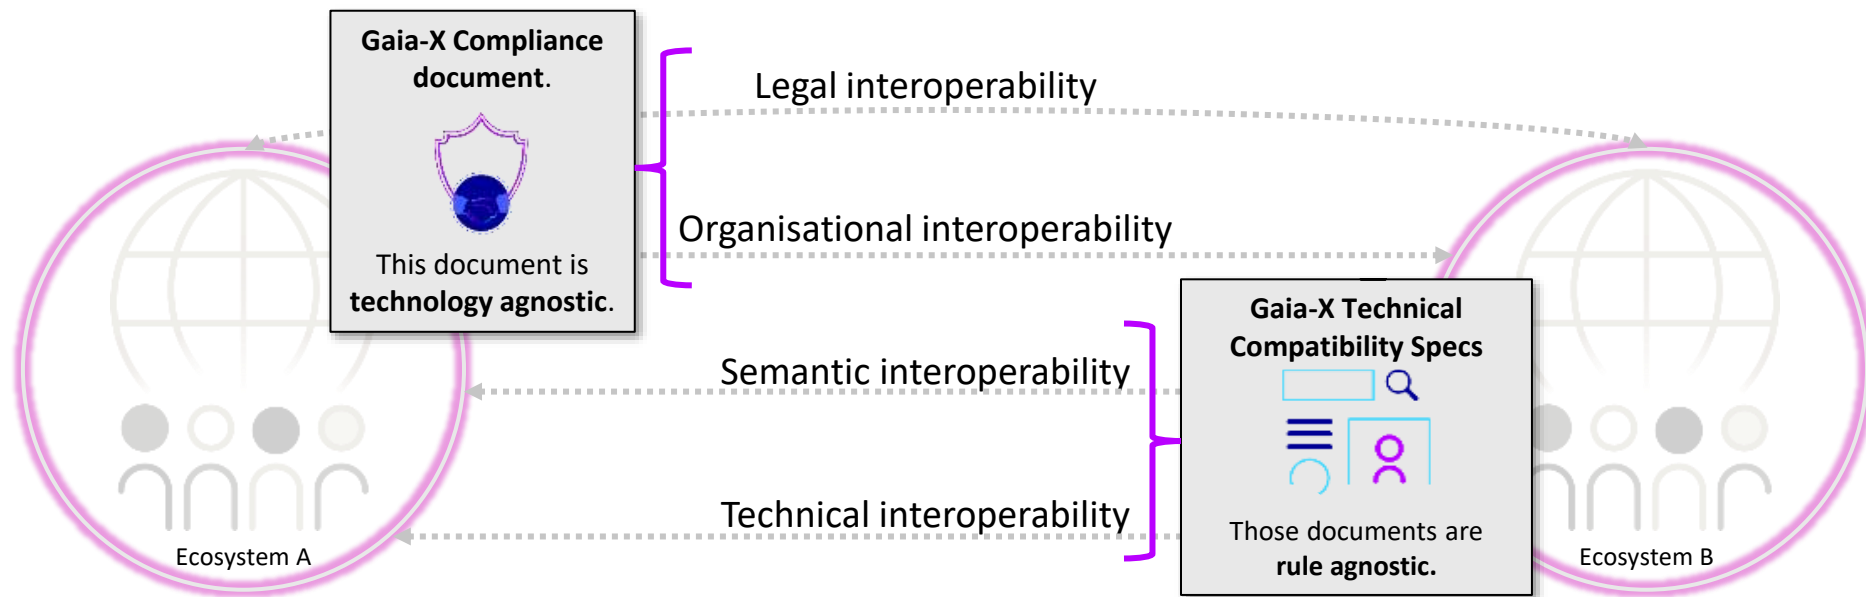 Gaia-X Compliance
document.
This document is
technology agnostic.
Legal interoperability
Organisational interoperability
Semantic interoperability
Technical interoperability
Gaia-X Technical
Compatibility Specs
Those documents are
rule agnostic.
Ecosystem A
Ecosystem B